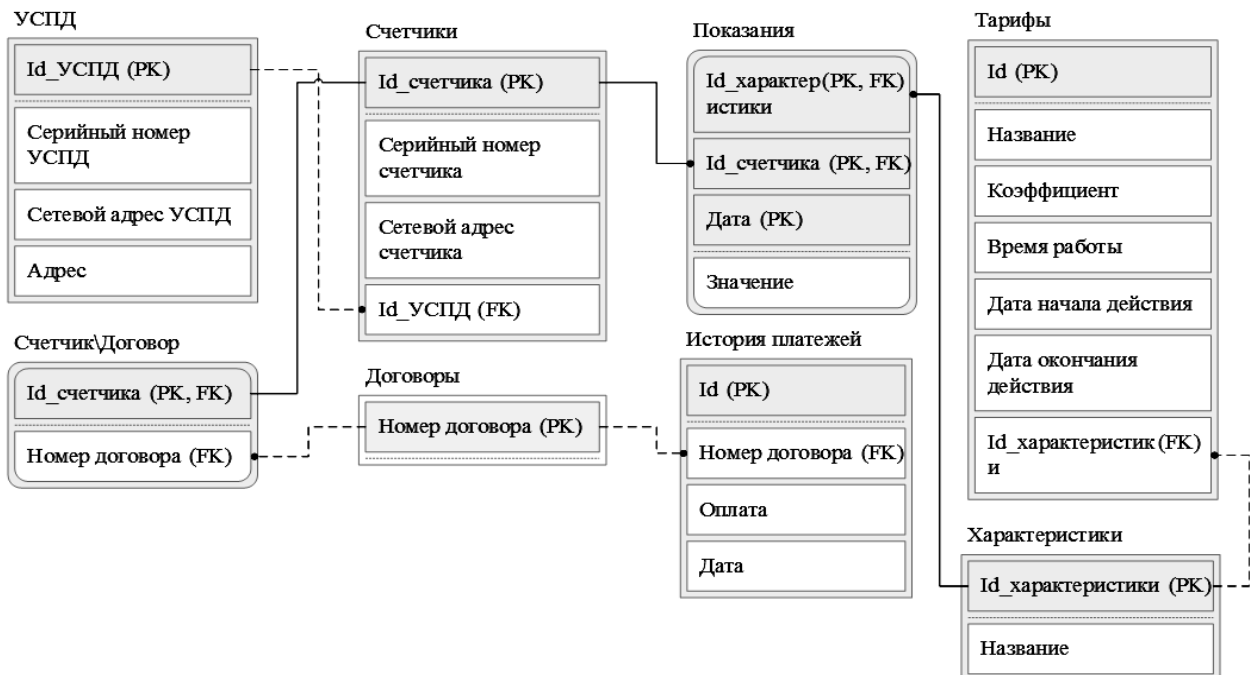 УСПД
Id_УСПД (PK)
Серийный номер
УСПД
Сетевой адрес УСПД
Адрес
Счетчики
Id_счетчика (PK)
Серийный номер
счетчика
Сетевой адрес
счетчика
Id_УСПД (FK)
Показания
Id_характер(PK, FK)
истики
Id_счетчика (PK, FK)
Дата (PK)
Значение
Тарифы
Id (PK)
Название
Коэффициент
Время работы
Дата начала действия
Дата окончания
действия
Id_характеристик(FK)
и
Счетчик\Договор
Id_счетчика (PK, FK)
Номер договора (FK)
Договоры
Номер договора (PK)
История платежей
Id (PK)
Номер договора (FK)
Оплата
Дата
Характеристики
Id_характеристики (PK)
Название